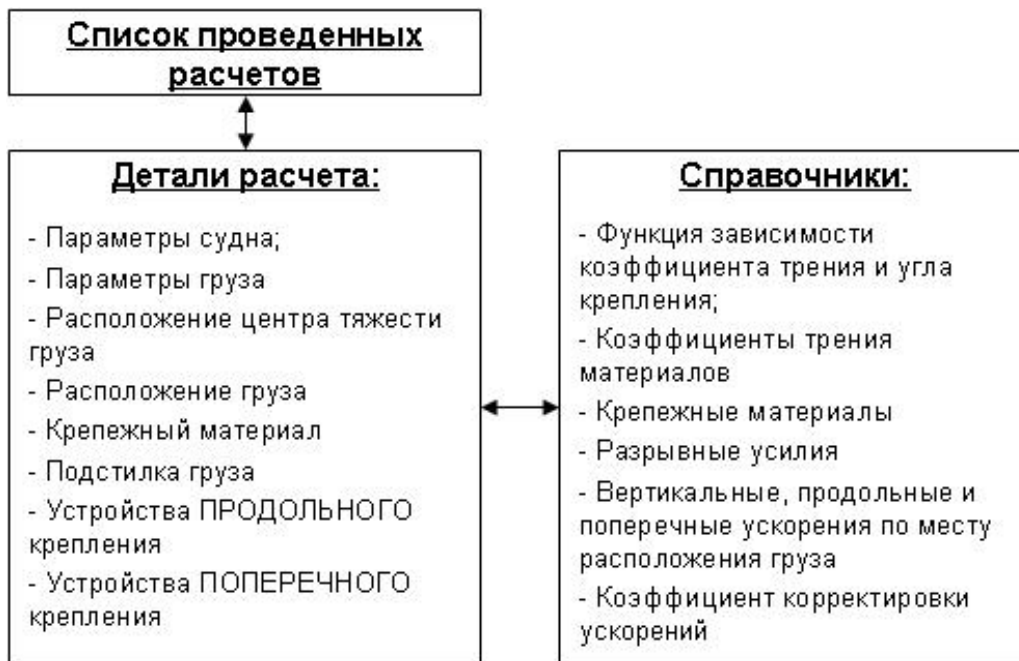 Список проведенных
расчетов
Детали расчета:
- Параметры судна;
- Параметры груза
- Расположение центра тяжести
груза
- Расположение груза
- Крепежный материал
- Подстилка груза
- Устройства ПРОДОЛЬНОГО
крепления
- Устройства ПОПЕРЕЧНОГО
крепления
Справочники:
- Функция зависимости
коэффициента трения и угла
крепления;
- Коэффициенты трения
материалов
- Крепежные материалы
- Разрывные усилия
- Вертикальные, продольные и
поперечные ускорения по месту
расположения груза
- Коэффициент корректировки
ускорений